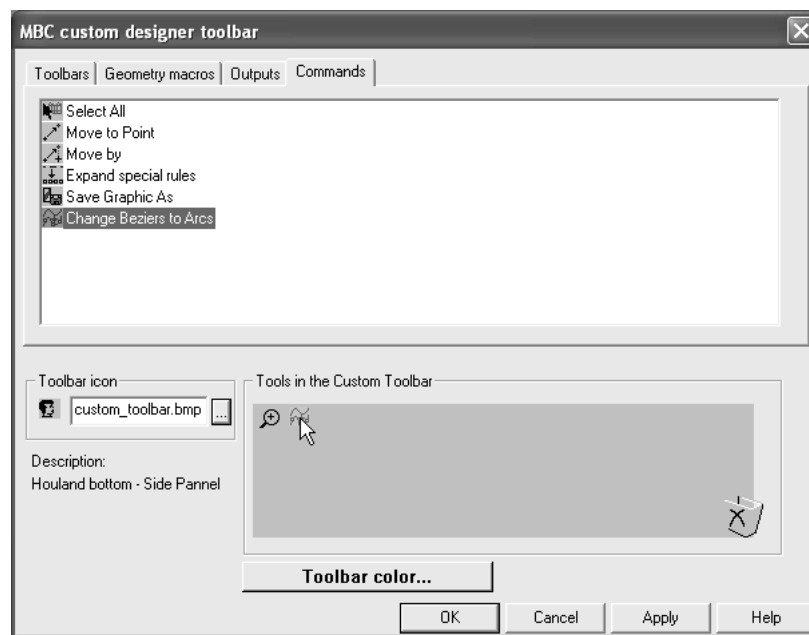 MBC custom designer toolbar
Toolbars Geometry macros Outputs Commands
Select All
Move to Point
Move by
Expand special rules
Save Graphic As
Change Beziers to Arcs
Toolbar icon
custom_toolbar.bmp ...
Description:
Houland bottom - Side Pannel
Tools in the Custom Toolbar
Toolbar color...
OK Cancel Apply Help